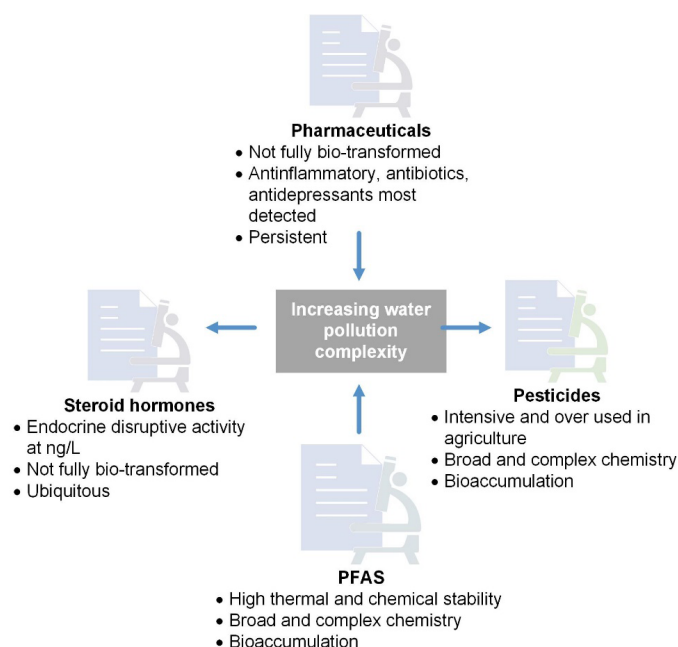 Pharmaceuticals
• Not fully bio-transformed
• Antinflammatory, antibiotics,
antidepressants most
detected
• Persistent
Increasing water
pollution
complexity
Steroid hormones
• Endocrine disruptive activity
at ng/L
• Not fully bio-transformed
• Ubiquitous
Pesticides
• Intensive and over used in
agriculture
• Broad and complex chemistry
• Bioaccumulation
PFAS
• High thermal and chemical stability
• Broad and complex chemistry
• Bioaccumulation